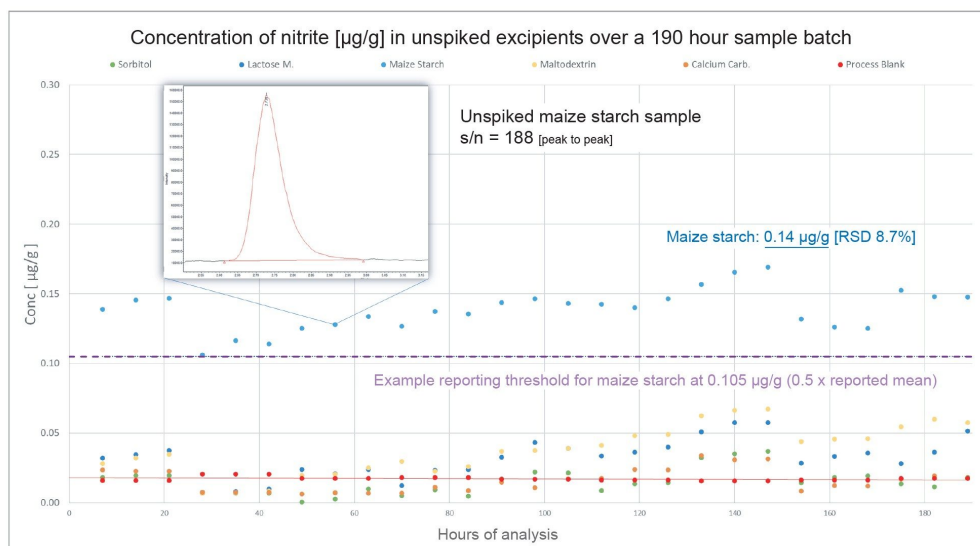 Concentration of nitrite [µg/g] in unspiked excipients over a 190 hour sample batch
Sorbitol Lactose M. Maize Starch Maltodextrin Calcium Carb. Process Blank
Unspiked maize starch sample
s/n = 188 [peak to peak]
Maize starch: 0.14 µg/g [RSD 8.7%]
Example reporting threshold for maize starch at 0.105 µg/g (0.5 x reported mean)
Conc [ µg/g ]
0.30
0.25
0.20
0.15
0.10
0.05
0.00
0 20 40 60 80 100 120 140 160 180
Hours of analysis